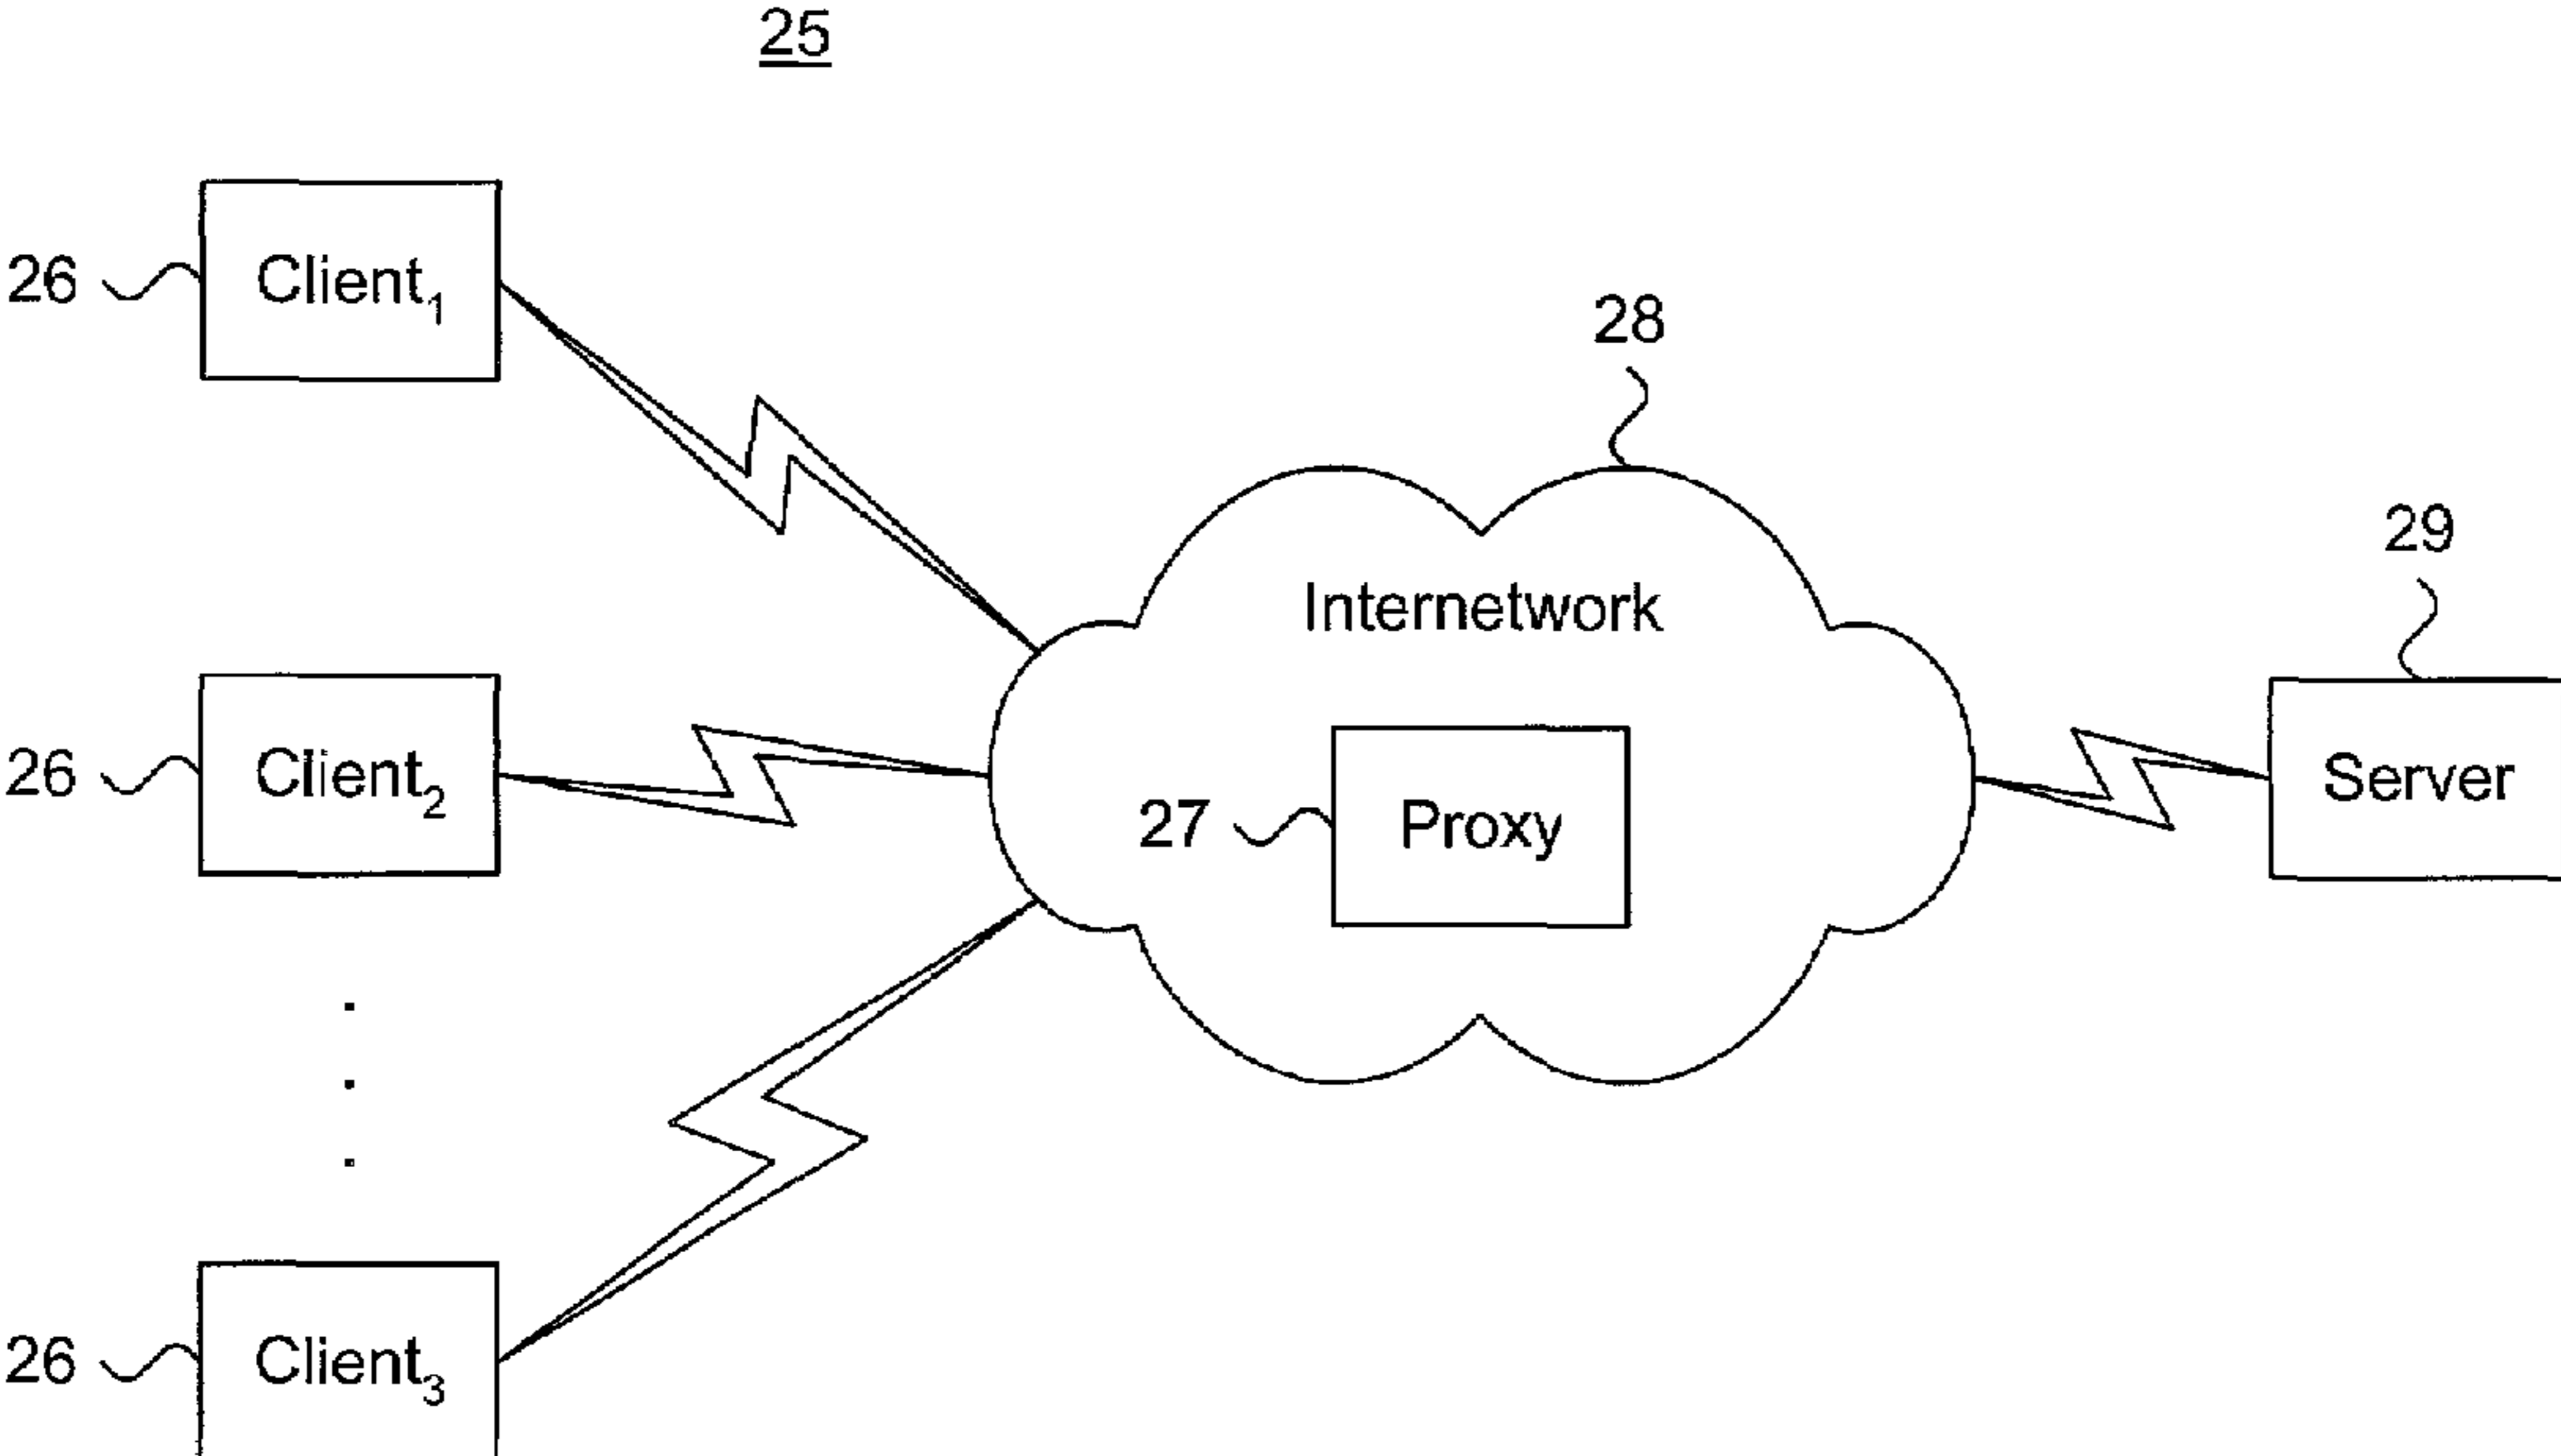 25
26 Client1
28
29
Internetwork
26 Client2
Server
27 Proxy
26 Client3